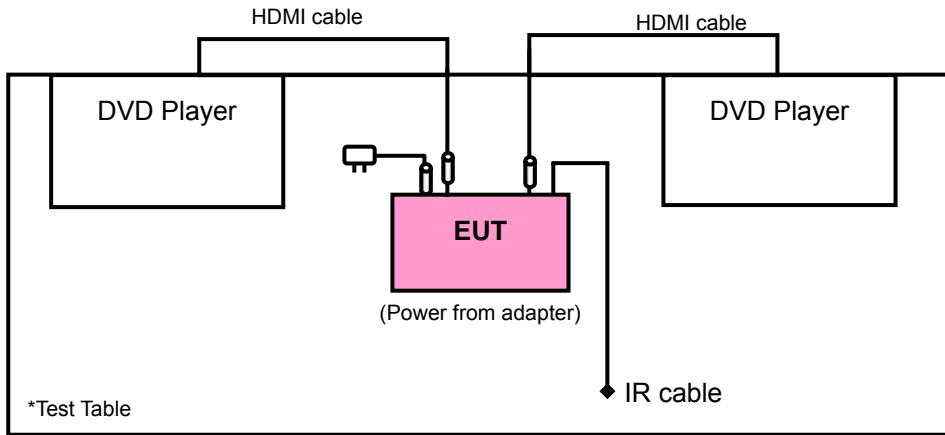 HDMI cable
HDMI cable
DVD Player
DVD Player
EUT
(Power from adapter)
IR cable
*Test Table